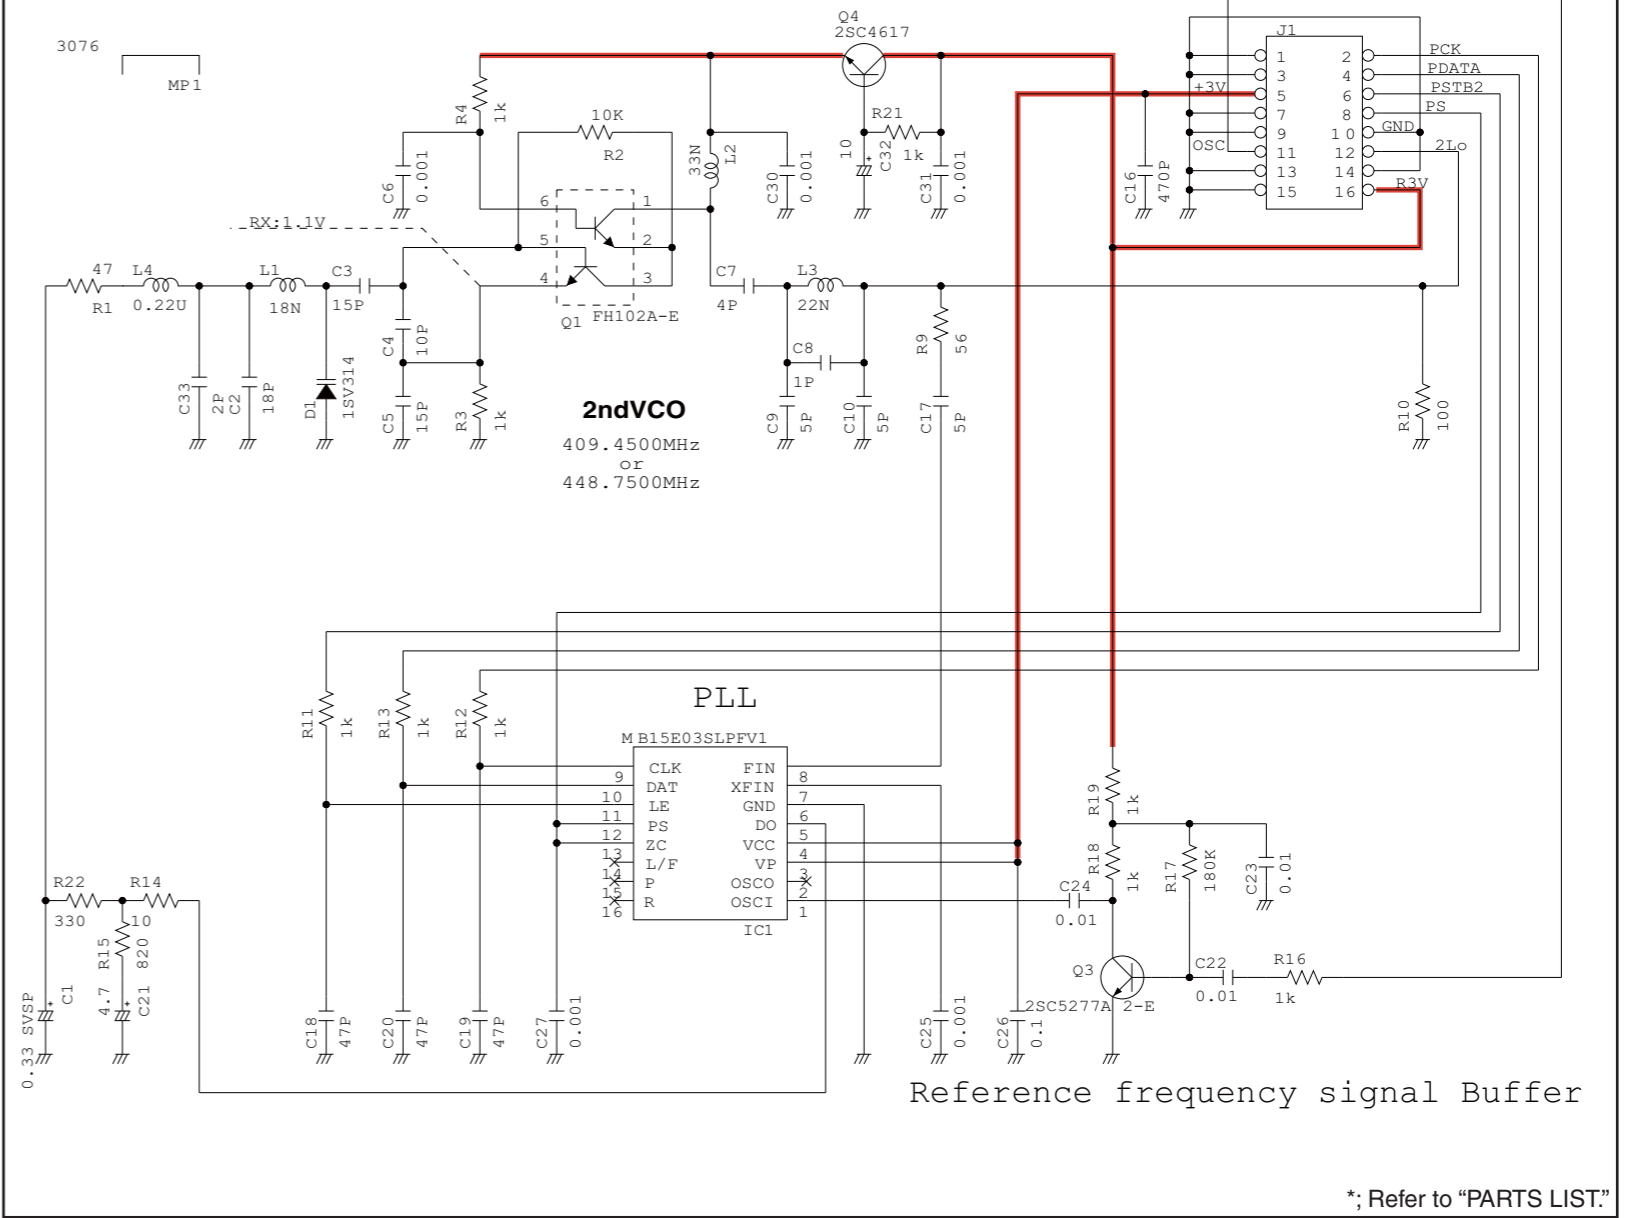 3076
MP1
Q4
2SC4617
R4
1k
10K
R2
C6
0.001
33N
L2
C30
0.001
10
C32
R21
1k
C31
0.001
J1
1
2
PCK
3
4
PDATA
+3V
5
6
PSTB2
7
8
PS
9
10
GND
OSC
11
12
2Lo
13
14
15
16
R3V
C16
470P
RX:1.1V
6
1
5
2
4
3
Q1
FH102A-E
47
R1
L4
0.22U
L1
18N
C3
15P
C4
10P
C7
4P
L3
22N
C8
1P
R9
56
C33
2P
C2
18P
D1
1SV314
C5
15P
R3
1k
C9
5P
C10
5P
C17
5P
R10
100
2ndVCO
409.4500MHz
or
448.7500MHz
PLL
MB15E03SLPFV1
R11
1k
R13
1k
R12
1k
CLK
FIN
9
DAT
XFIN
8
10
LE
GND
7
11
PS
DO
6
12
ZC
VCC
5
13
L/F
VP
4
14
P
OSCO
3
15
R
OSCI
2
16
1
IC1
R19
1k
R18
1k
R17
180K
C23
0.01
C24
0.01
Q3
2SC5277A 2-E
C22
0.01
R16
1k
R22
330
R14
10
R15
820
0.33 SVSP
C1
4.7
C21
C18
47P
C20
47P
C19
47P
C27
0.001
C25
0.001
C26
0.1
Reference frequency signal Buffer
*; Refer to “PARTS LIST.”